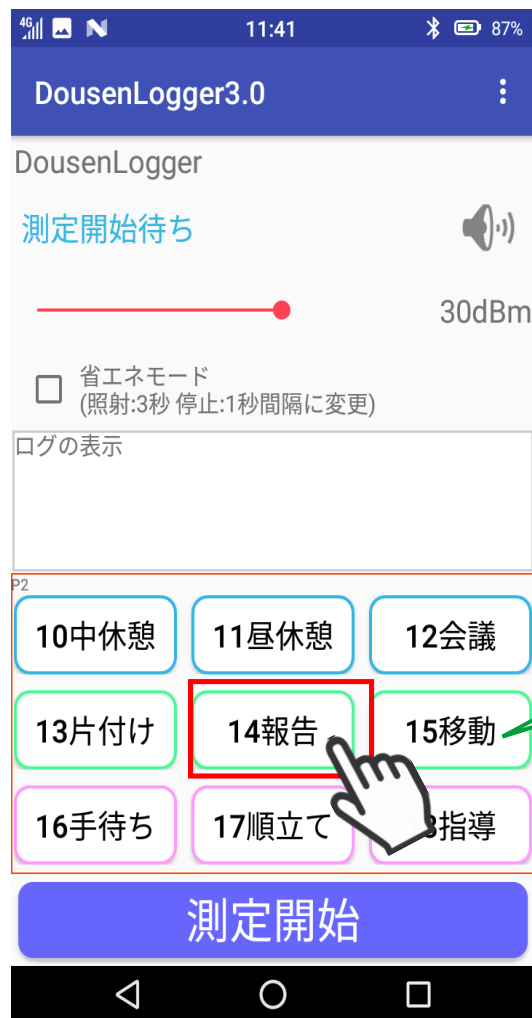 4G 11:41 87%
DousenLogger3.0
DousenLogger
測定開始待ち
30dBm
省エネモード
(照射:3秒 停止:1秒間隔に変更)
ログの表示
P2
10中休憩 11昼休憩 12会議
13片付け 14報告 15移動
16手待ち 17順立て 8指導
測定開始